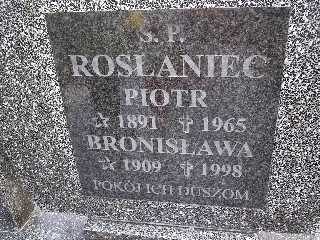 S. P.
ROSŁANIEC
PIOTR
☆ 1891 ✝ 1965
BRONISŁAWA
☆ 1909 ✝ 1998
POKÓJ ICH DUSZOM